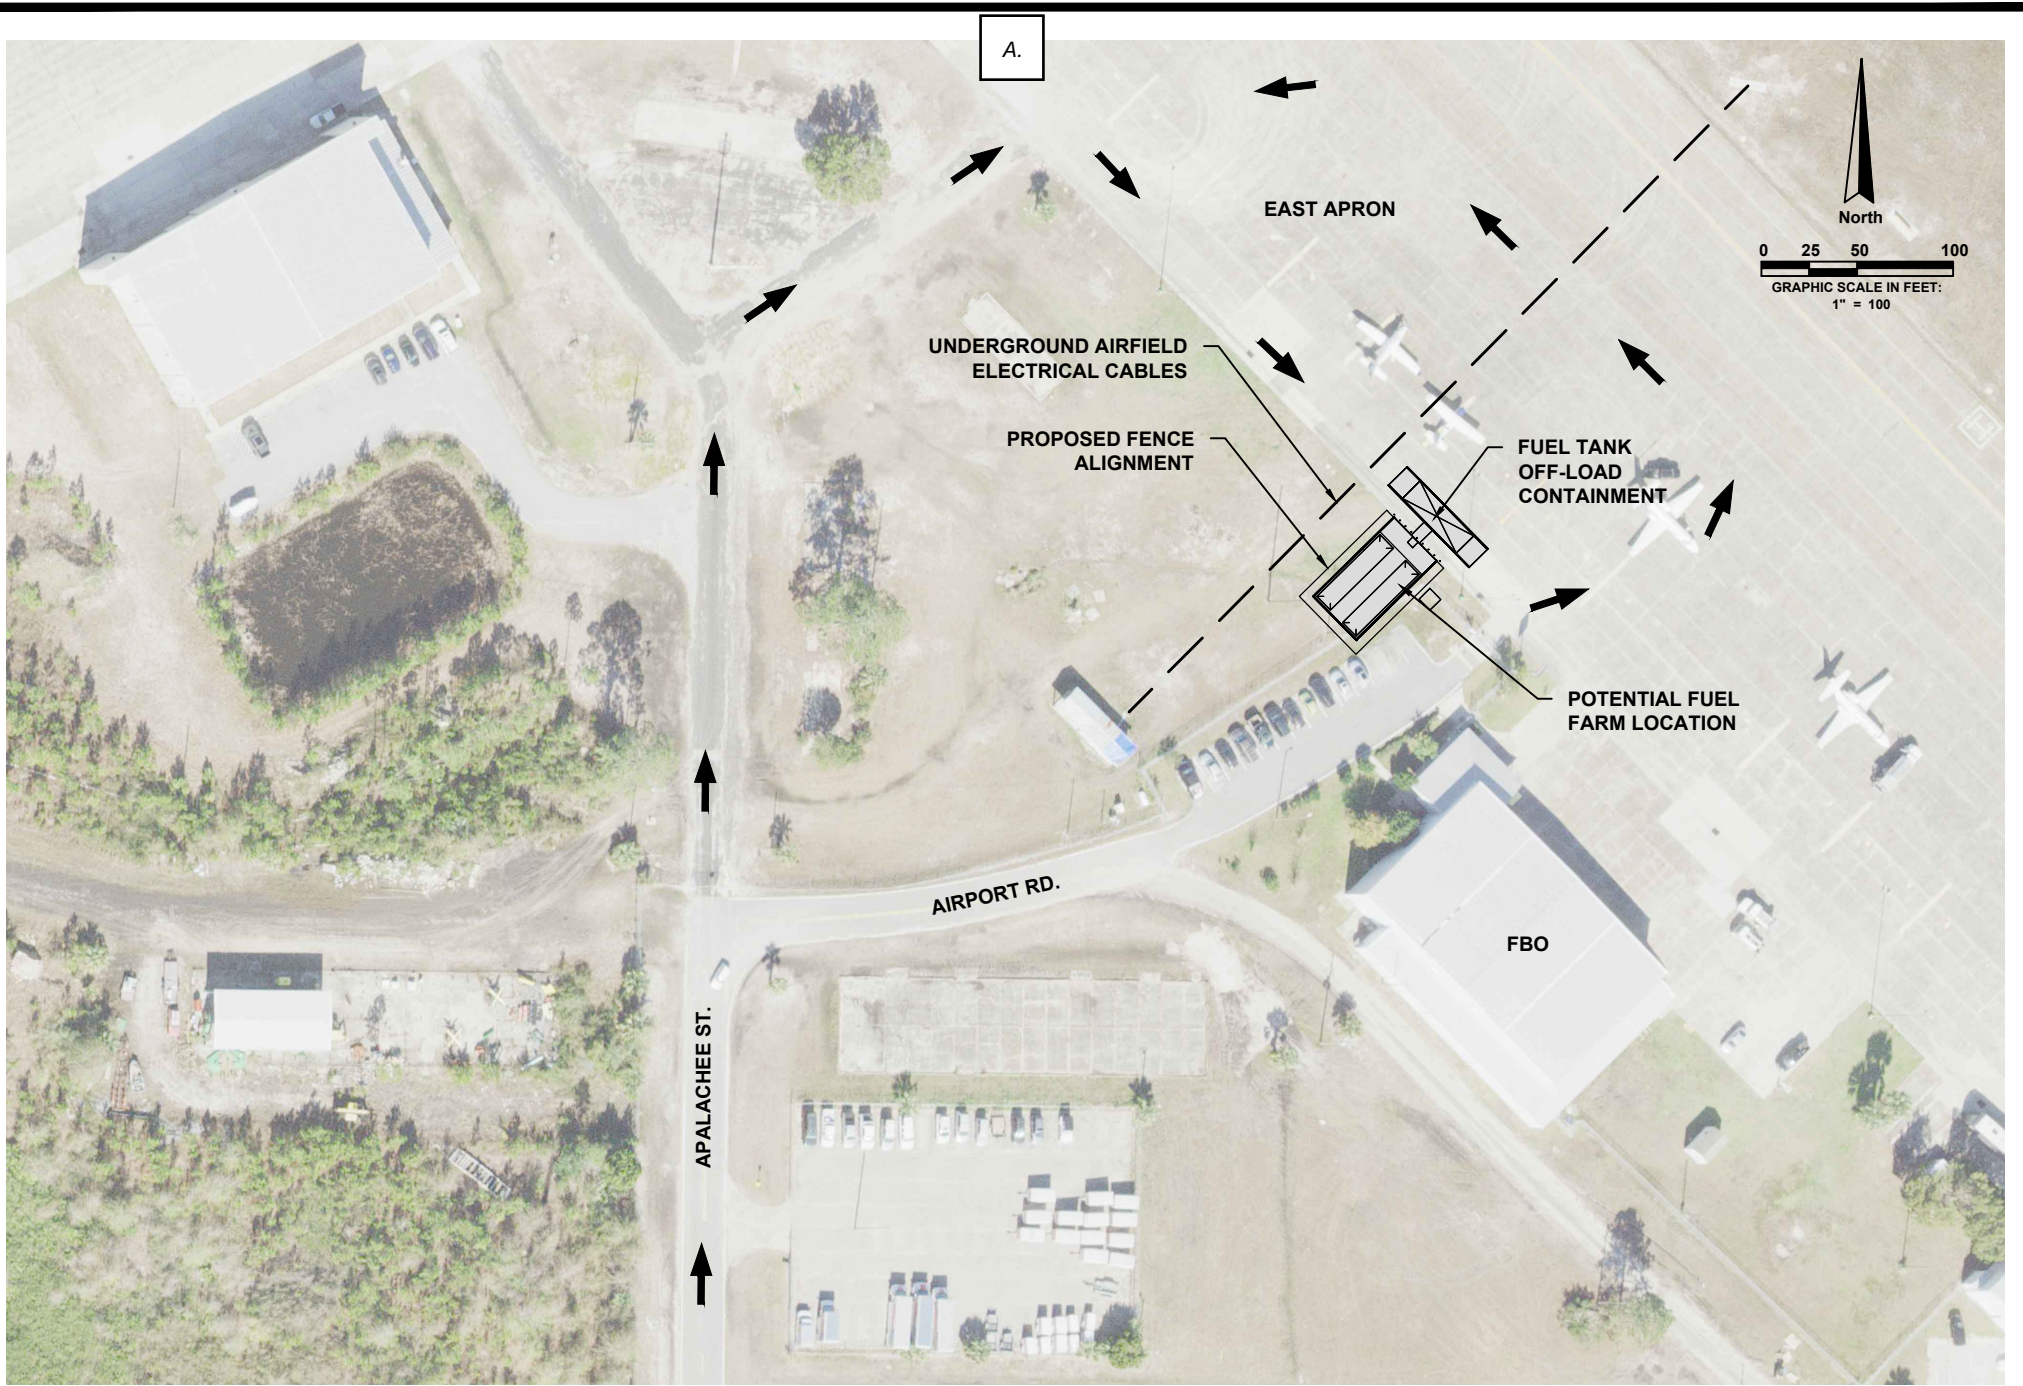 A.
North
0 25 50 100
GRAPHIC SCALE IN FEET:
1" = 100
EAST APRON
UNDERGROUND AIRFIELD
ELECTRICAL CABLES
PROPOSED FENCE
ALIGNMENT
FUEL TANK
OFF-LOAD
CONTAINMENT
POTENTIAL FUEL
FARM LOCATION
AIRPORT RD.
FBO
APALACHEE ST.